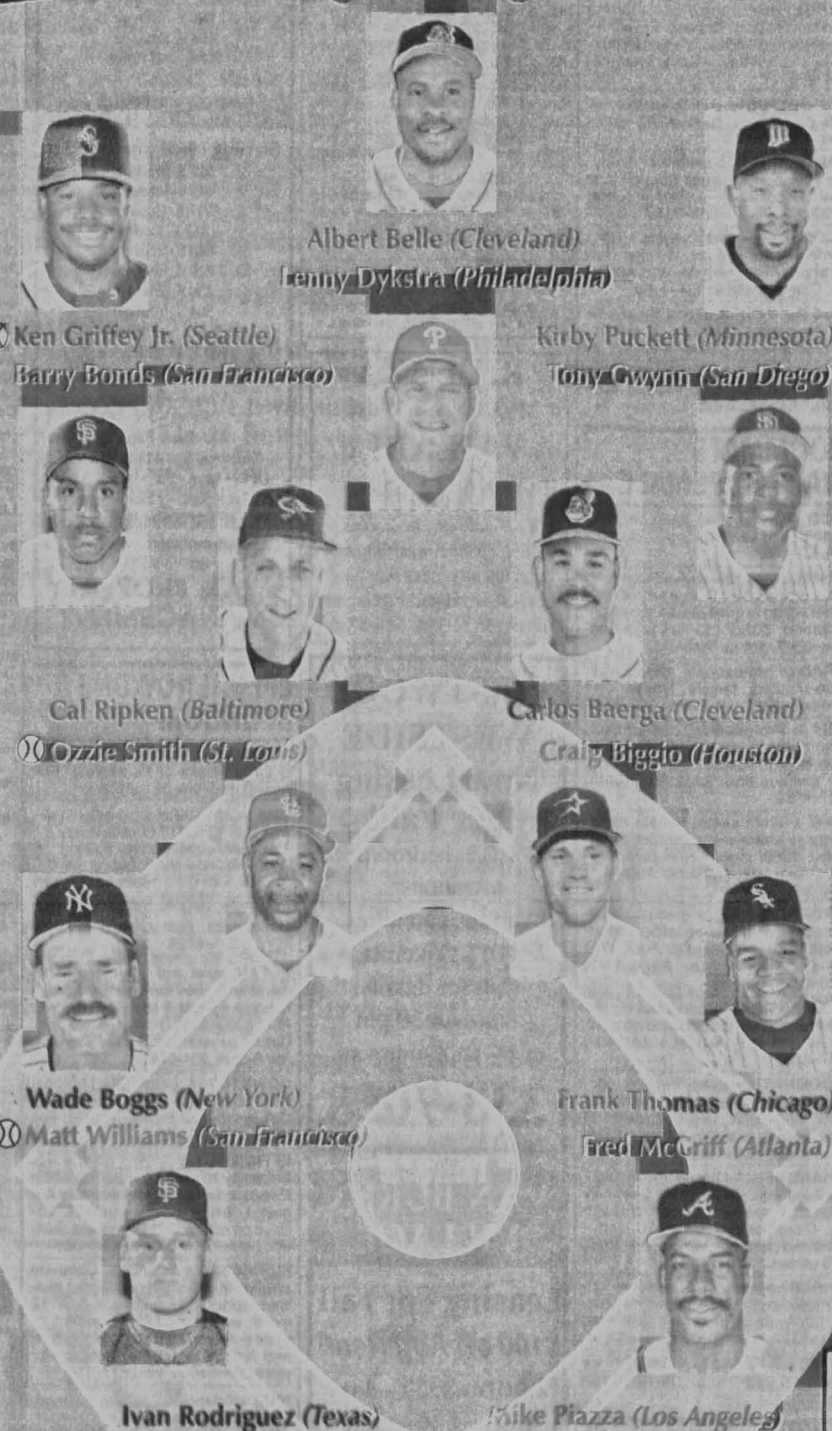 Albert Belle (Cleveland)
Lenny Dykstra (Philadelphia)
Ken Griffey Jr. (Seattle)
Barry Bonds (San Francisco)
Kirby Puckett (Minnesota)
Tony Gwynn (San Diego)
Cal Ripken (Baltimore)
Ozzie Smith (St. Louis)
Carlos Baerga (Cleveland)
Craig Biggio (Houston)
Wade Boggs (New York)
Matt Williams (San Francisco)
Frank Thomas (Chicago)
Fred McGriff (Atlanta)
Ivan Rodriguez (Texas)
Mike Piazza (Los Angeles)